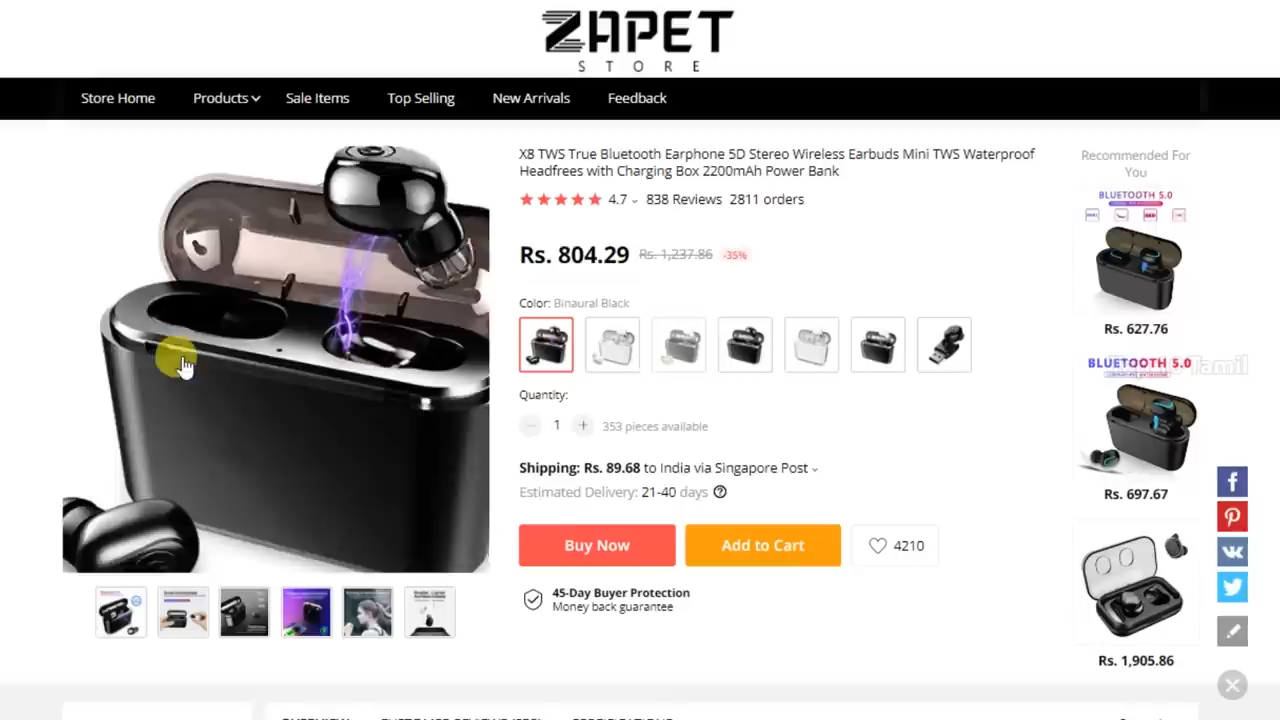 ZAPET
STORE
Store Home Products Sale Items Top Selling New Arrivals Feedback
X8 TWS True Bluetooth Earphone 5D Stereo Wireless Earbuds Mini TWS Waterproof
Headfrees with Charging Box 2200mAh Power Bank
4.7 838 Reviews 2811 orders
Rs. 804.29 Rs. 1,237.86 -35%
Color: Binaural Black
Quantity:
1 + 353 pieces available
Shipping: Rs. 89.68 to India via Singapore Post
Estimated Delivery: 21-40 days
Buy Now Add to Cart 4210
45-Day Buyer Protection
Money back guarantee
Recommended For
You
BLUETOOTH 5.0
Rs. 627.76
BLUETOOTH 5.0
Tamil
Rs. 697.67
Rs. 1,905.86